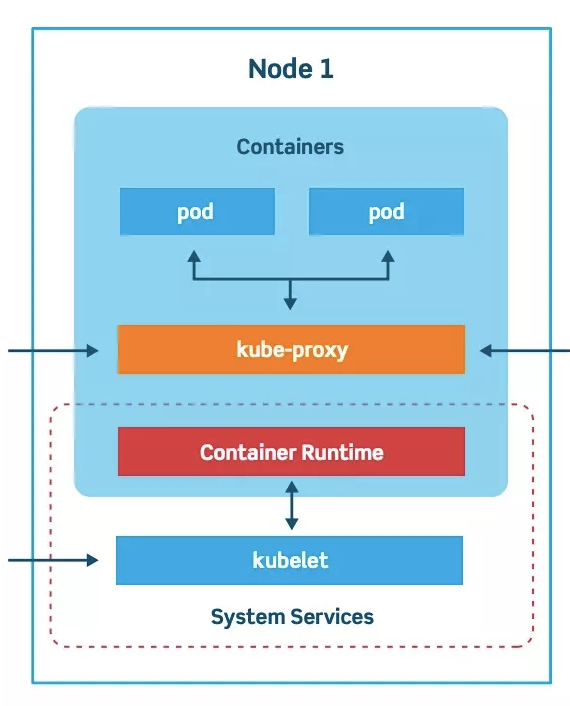 Node 1
Containers
pod
pod
kube-proxy
Container Runtime
kubelet
System Services